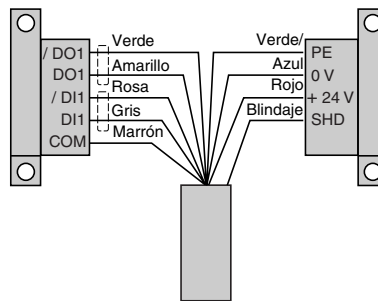 / DO1
DO1
/ DI1
DI1
COM
Verde
Amarillo
Rosa
Gris
Marrón
Verde/
Azul
Rojo
Blindaje
PE
0 V
+ 24 V
SHD